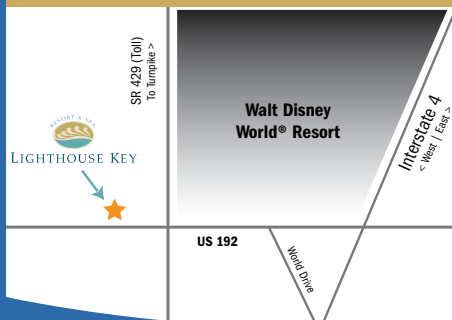 SR 429 (Toll)
To Turnpike >
Walt Disney
World® Resort
Interstate 4
< West | East >
RESORT & SPA
LIGHTHOUSE KEY
US 192
World Drive